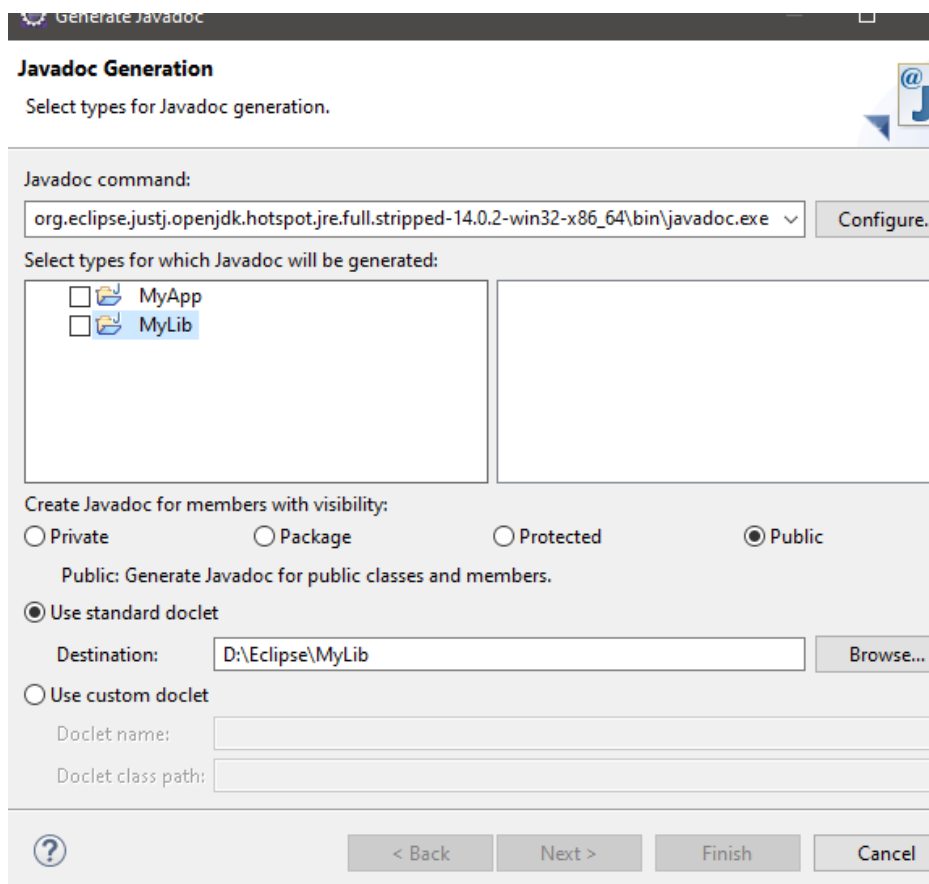 Generate Javadoc
Javadoc Generation
Select types for Javadoc generation.
@
J
Javadoc command:
org.eclipse.justj.openjdk.hotspot.jre.full.stripped-14.0.2-win32-x86_64\bin\javadoc.exe Configure..
Select types for which Javadoc will be generated:
MyApp
MyLib
Create Javadoc for members with visibility:
Private Package Protected Public
Public: Generate Javadoc for public classes and members.
Use standard doclet
Destination: D:\Eclipse\MyLib Browse...
Use custom doclet
Doclet name:
Doclet class path:
? < Back Next > Finish Cancel